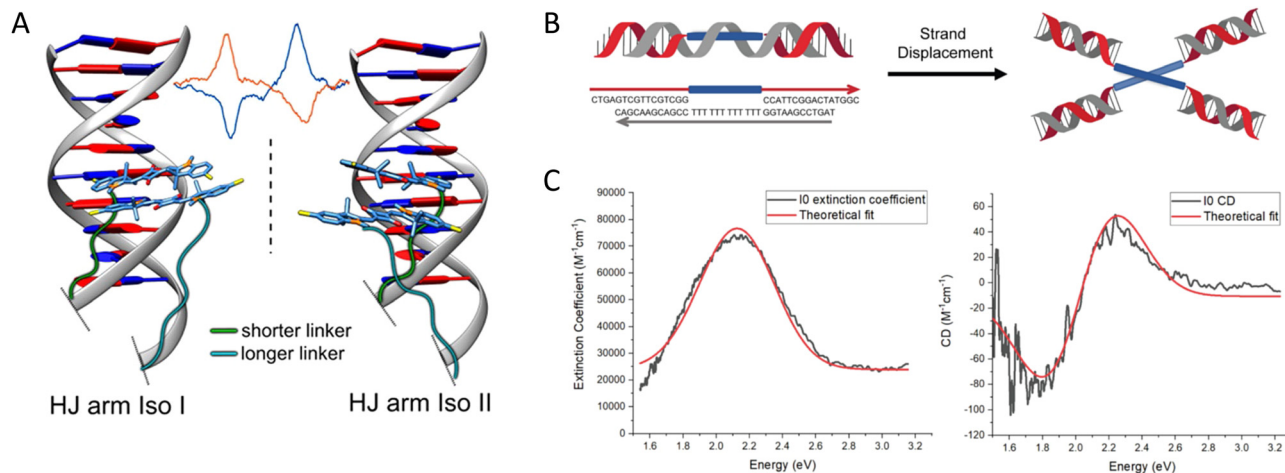 A
shorter linker
longer linker
HJ arm Iso I
HJ arm Iso II
B
Strand
Displacement
CTGAGTCGTTCGTCGG
CCATTCGGACTATGGC
CAGCAAGCAGCC TTT TTT TTT TTT GGTAAGCCTGAT
C
Extinction Coefficient (M⁻¹cm⁻¹)
90000
80000
70000
60000
50000
40000
30000
20000
10000
0
I0 extinction coefficient
Theoretical fit
1.6 1.8 2.0 2.2 2.4 2.6 2.8 3.0 3.2
Energy (eV)
CD (M⁻¹cm⁻¹)
60
40
20
0
-20
-40
-60
-80
-100
-120
I0 CD
Theoretical fit
1.6 1.8 2.0 2.2 2.4 2.6 2.8 3.0 3.2
Energy (eV)